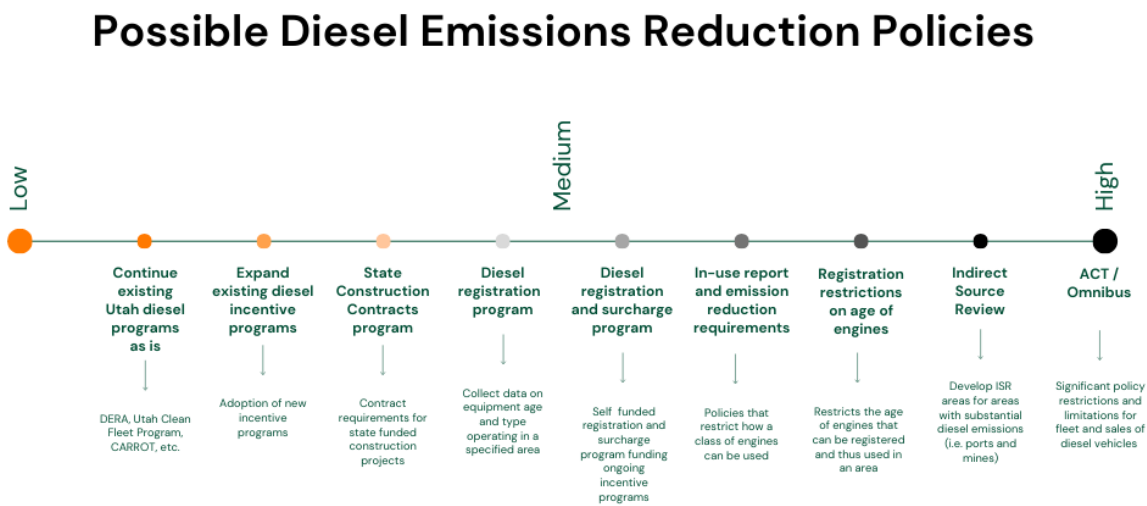 Possible Diesel Emissions Reduction Policies
Low
Medium
High
Continue
existing
Utah diesel
programs
as is
DERA, Utah Clean
Fleet Program,
CARROT, etc.
Expand
existing diesel
incentive
programs
Adoption of new
incentive
programs
State
Construction
Contracts
program
Contract
requirements for
state funded
construction
projects
Diesel
registration
program
Collect data on
equipment age
and type
operating in a
specified area
Diesel
registration
and surcharge
program
Self funded
registration and
surcharge
program funding
ongoing
incentive
programs
In-use report
and emission
reduction
requirements
Policies that
restrict how a
class of engines
can be used
Registration
restrictions
on age of
engines
Restricts the age
of engines that
can be registered
and thus used in
an area
Indirect
Source
Review
Develop ISR
areas for areas
with substantial
diesel emissions
(i.e. ports and
mines)
ACT /
Omnibus
Significant policy
restrictions and
limitations for
fleet and sales of
diesel vehicles